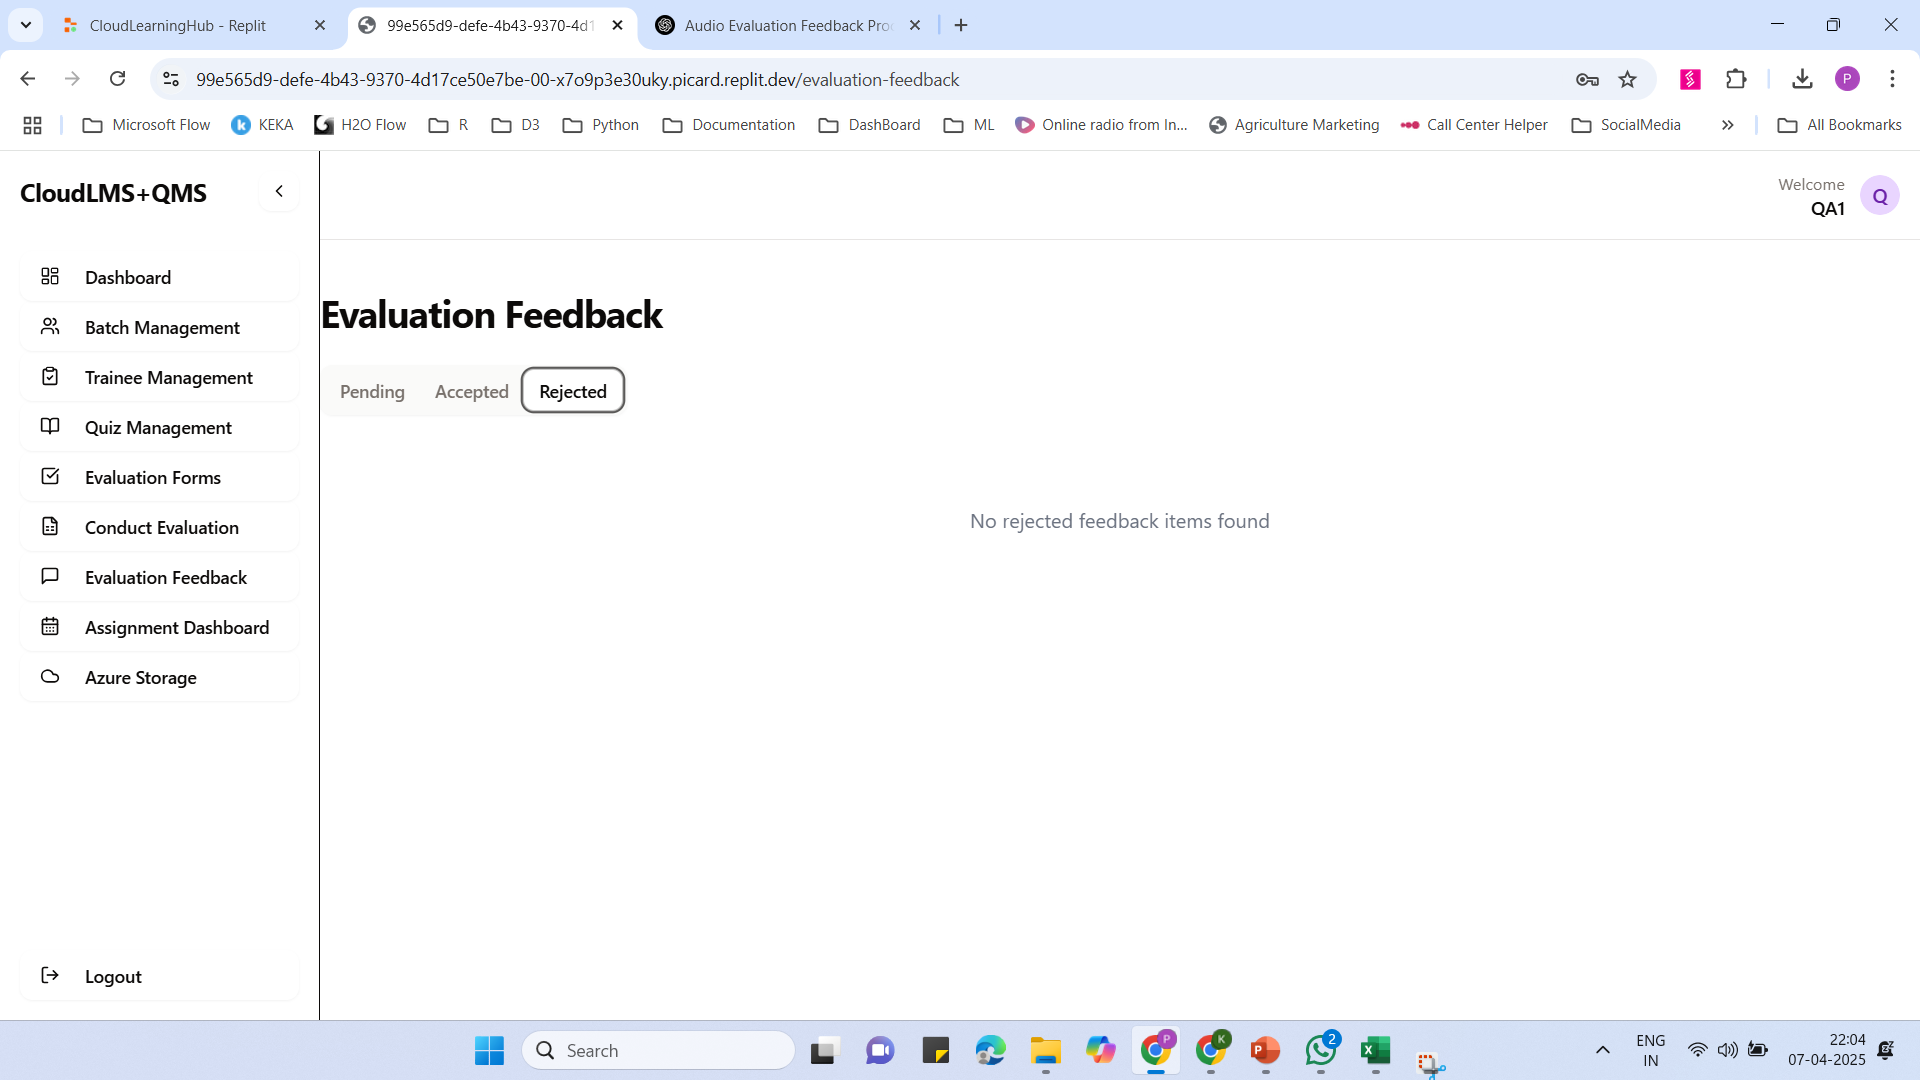 CloudLearningHub - Replit
99e565d9-defe-4b43-9370-4d1
Audio Evaluation Feedback Pro
99e565d9-defe-4b43-9370-4d17ce50e7be-00-x7o9p3e30uky.picard.replit.dev/evaluation-feedback
P
Microsoft Flow
KEKA
H2O Flow
R
D3
Python
Documentation
DashBoard
ML
Online radio from In...
Agriculture Marketing
Call Center Helper
SocialMedia
All Bookmarks
CloudLMS+QMS
Welcome
QA1
Q
Dashboard
Batch Management
Trainee Management
Quiz Management
Evaluation Forms
Conduct Evaluation
Evaluation Feedback
Assignment Dashboard
Azure Storage
Logout
Evaluation Feedback
Pending
Accepted
Rejected
No rejected feedback items found
Search
P
K
2
ENG
IN
22:04
07-04-2025